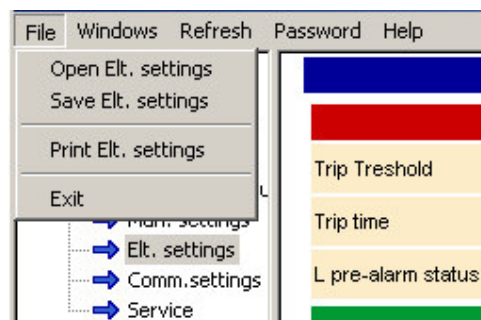 File Windows Refresh Password Help
Open Elt. settings
Save Elt. settings
Print Elt. settings
Exit
Elt. settings
Comm.settings
Service
Trip Treshold
Trip time
L pre-alarm status